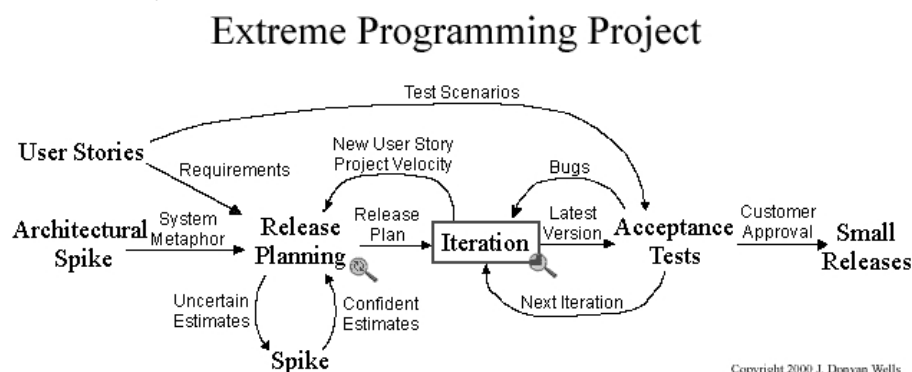 Extreme Programming Project
Test Scenarios
User Stories
Requirements
New User Story
Project Velocity
Bugs
Architectural
Spike
System
Metaphor
Release
Planning
Release
Plan
Iteration
Latest
Version
Acceptance
Tests
Customer
Approval
Small
Releases
Uncertain
Estimates
Confident
Estimates
Next Iteration
Spike
Copyright 2000 J. Donvan Wells